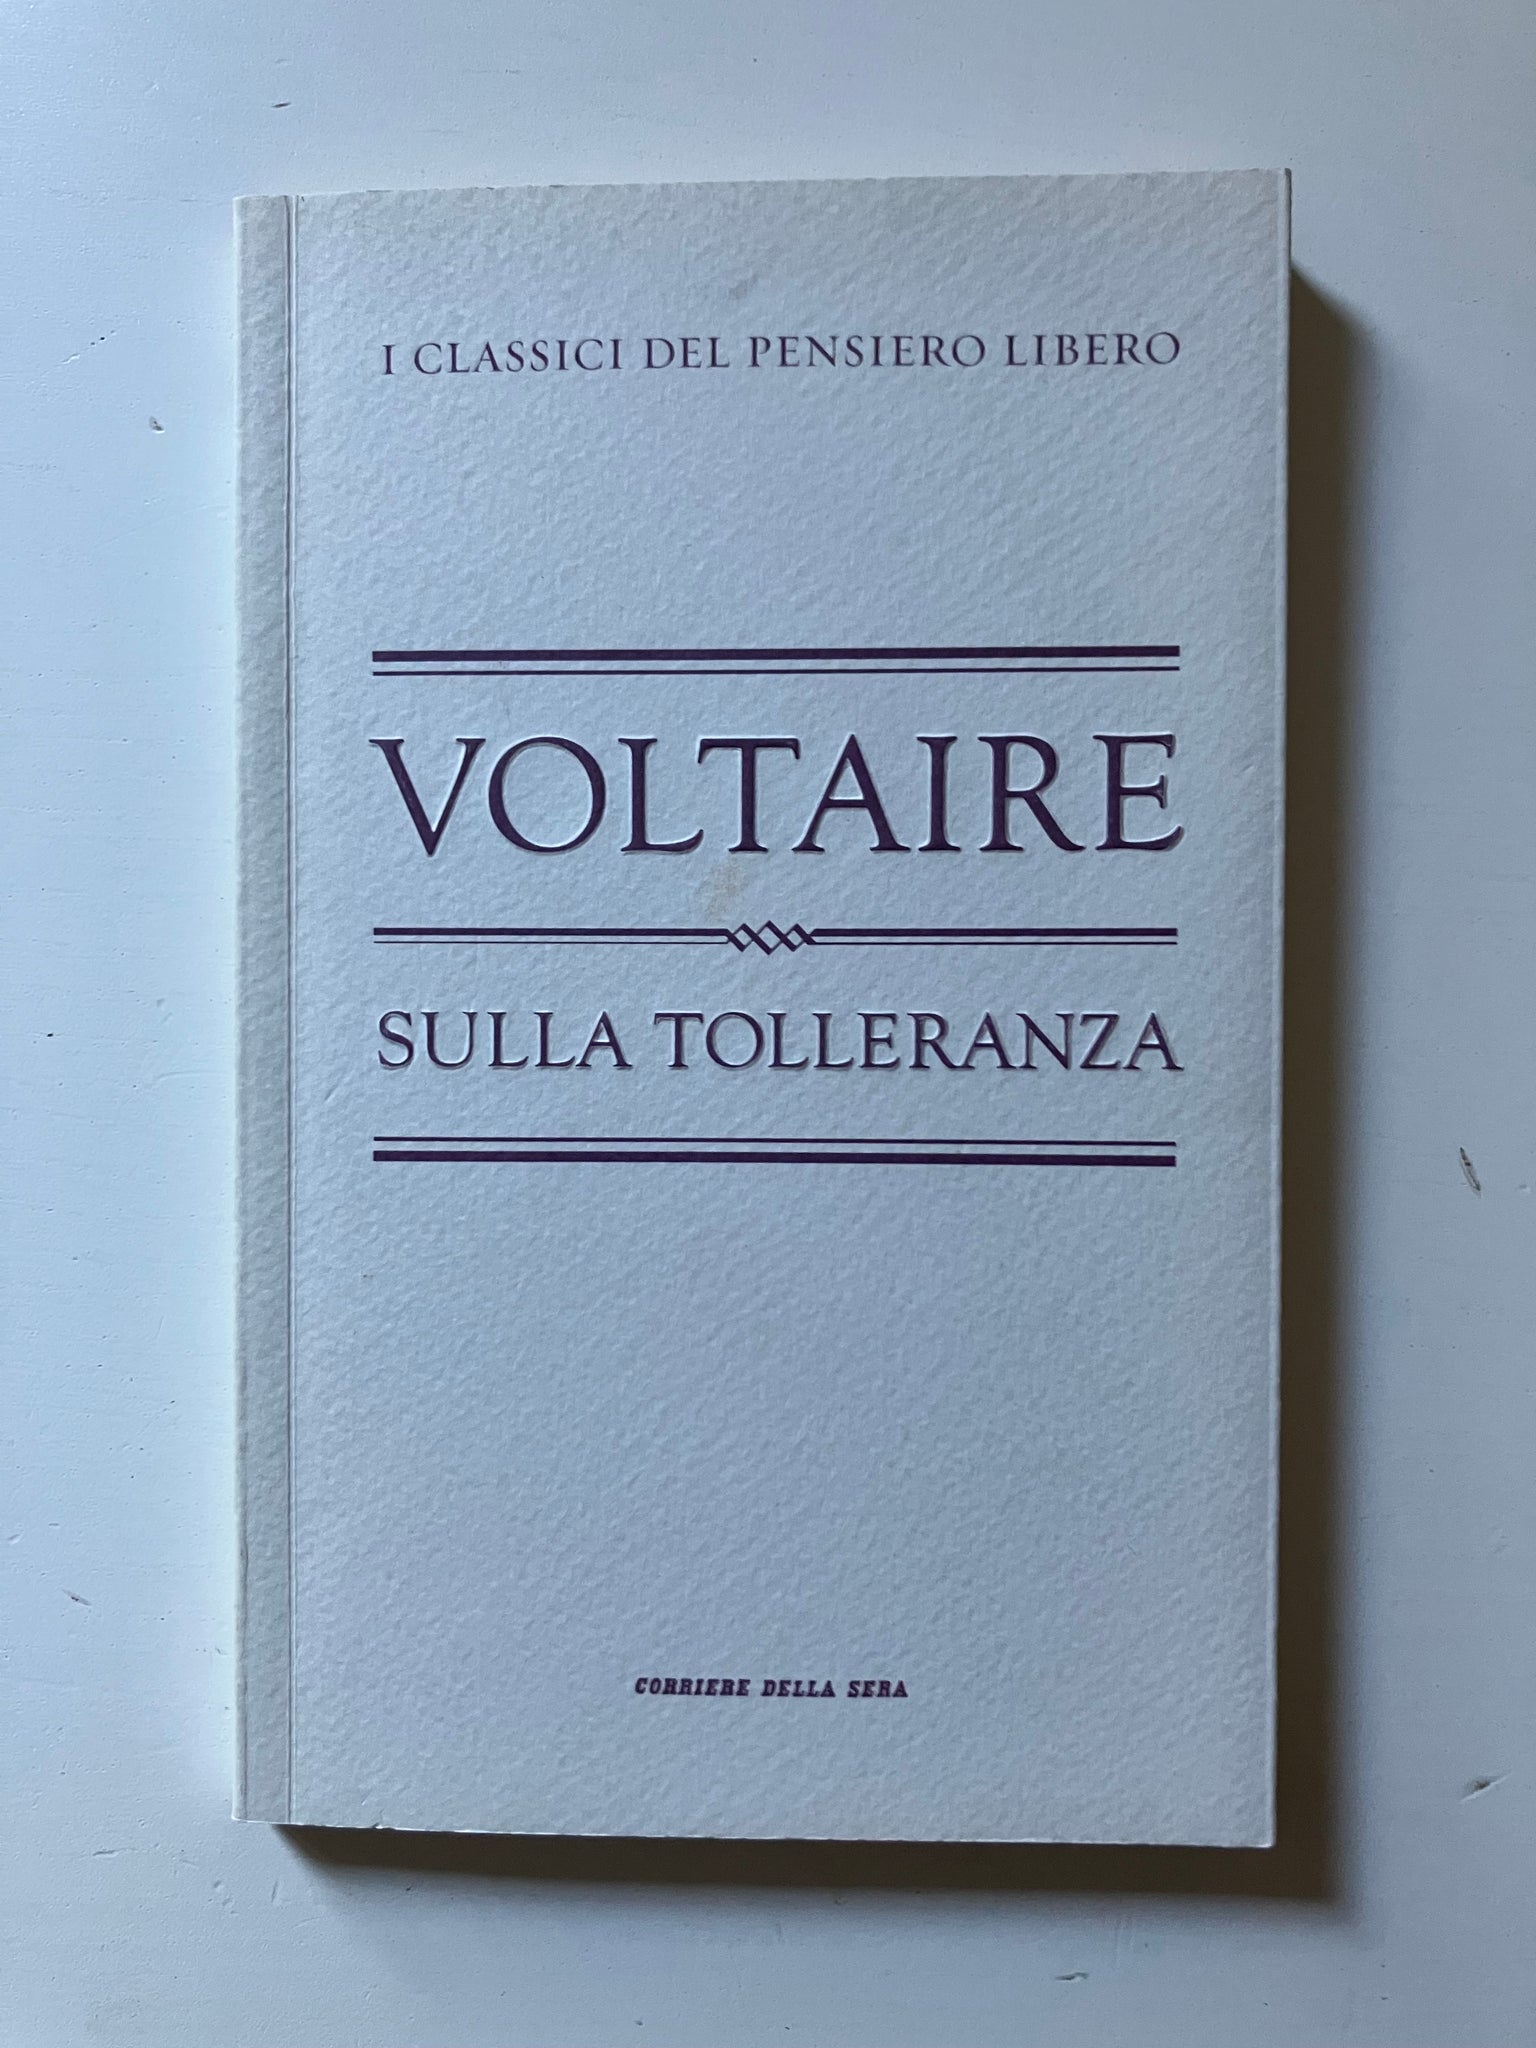 I CLASSICI DEL PENSIERO LIBERO
VOLTAIRE
SULLA TOLLERANZA
CORRIERE DELLA SERA